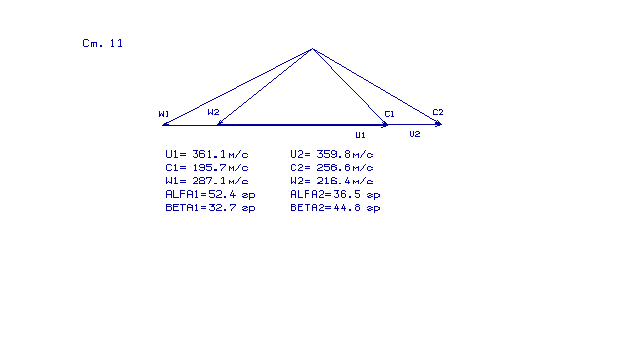 Ст. 11
W1 W2 C1 C2
U1 U2
U1= 361.1м/с U2= 359.8м/с
C1= 195.7м/с C2= 256.6м/с
W1= 287.1м/с W2= 216.4м/с
ALFA1=52.4 гр ALFA2=36.5 гр
BETA1=32.7 гр BETA2=44.8 гр